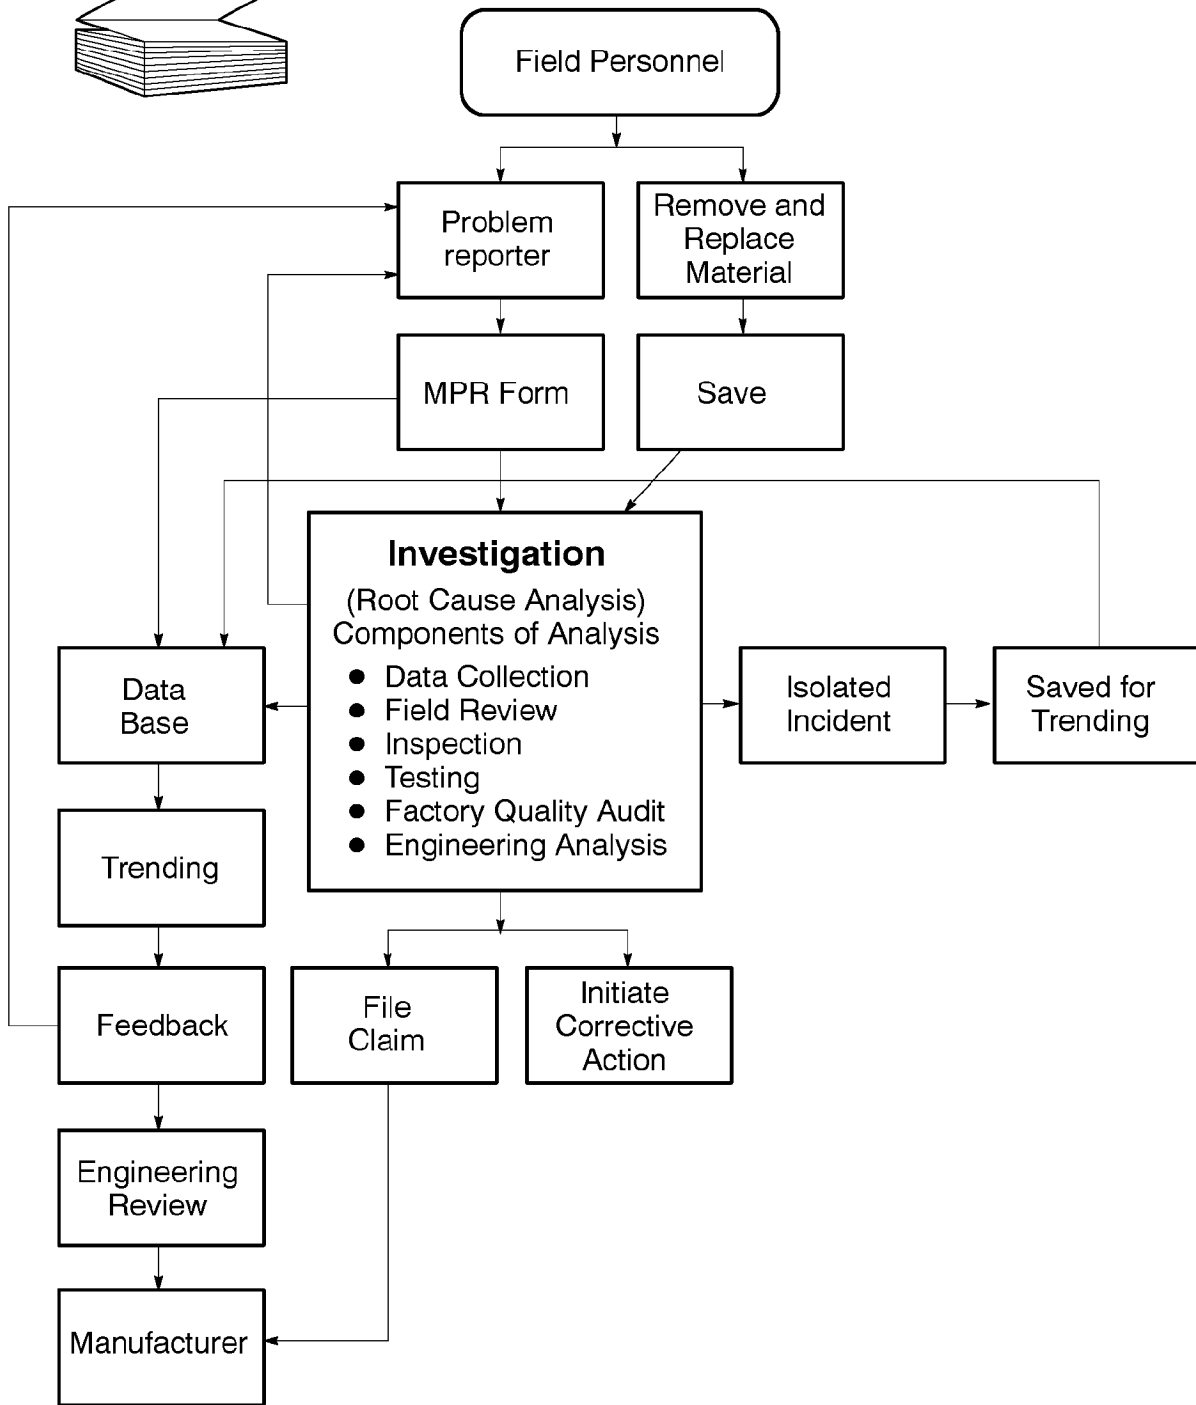 Field Personnel
Problem
reporter
Remove and
Replace
Material
MPR Form
Save
Investigation
(Root Cause Analysis)
Components of Analysis
● Data Collection
● Field Review
● Inspection
● Testing
● Factory Quality Audit
● Engineering Analysis
Data
Base
Isolated
Incident
Saved for
Trending
Trending
Feedback
File
Claim
Initiate
Corrective
Action
Engineering
Review
Manufacturer